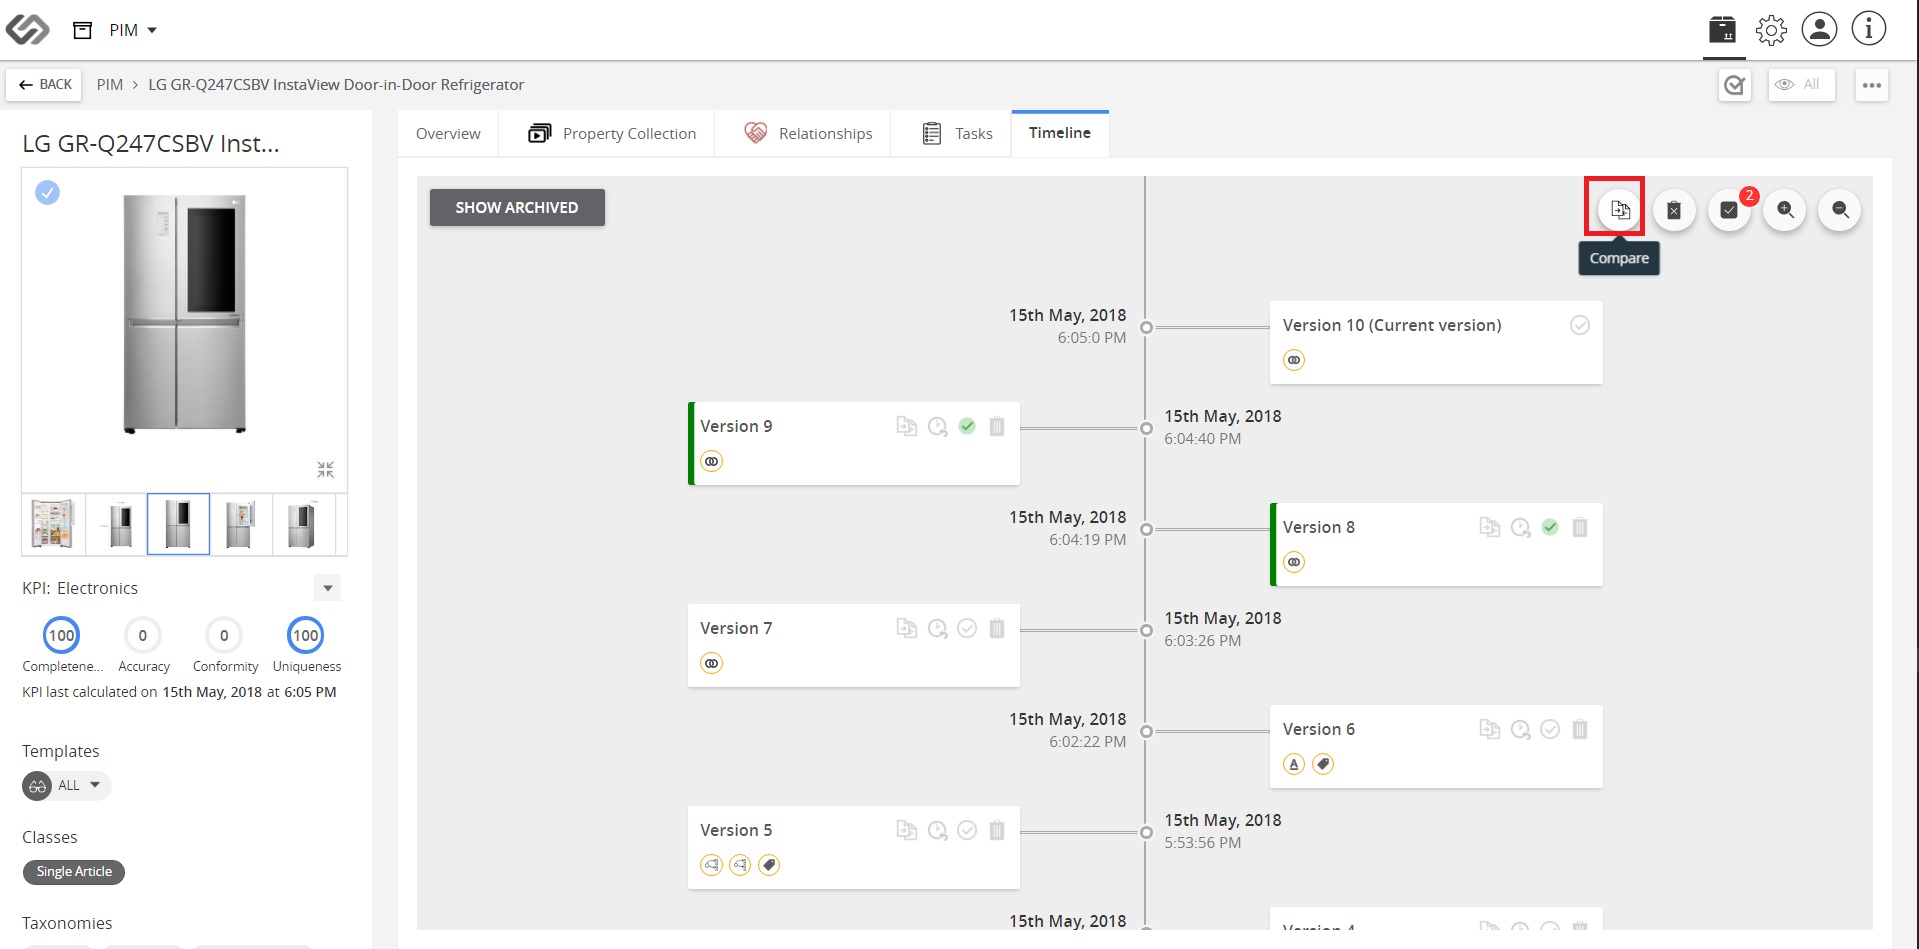 PIM
BACK
PIM > LG GR-Q247CSBV InstaView Door-in-Door Refrigerator
All
LG GR-Q247CSBV Inst...
KPI: Electronics
100 0 0 100
Completene... Accuracy Conformity Uniqueness
KPI last calculated on 15th May, 2018 at 6:05 PM
Templates
ALL
Classes
Single Article
Taxonomies
Overview Property Collection Relationships Tasks Timeline
SHOW ARCHIVED
2
Compare
15th May, 2018
6:05:0 PM
Version 10 (Current version)
Version 9
15th May, 2018
6:04:40 PM
15th May, 2018
6:04:19 PM
Version 8
Version 7
15th May, 2018
6:03:26 PM
15th May, 2018
6:02:22 PM
Version 6
A
Version 5
15th May, 2018
5:53:56 PM
15th May, 2018
Version 4